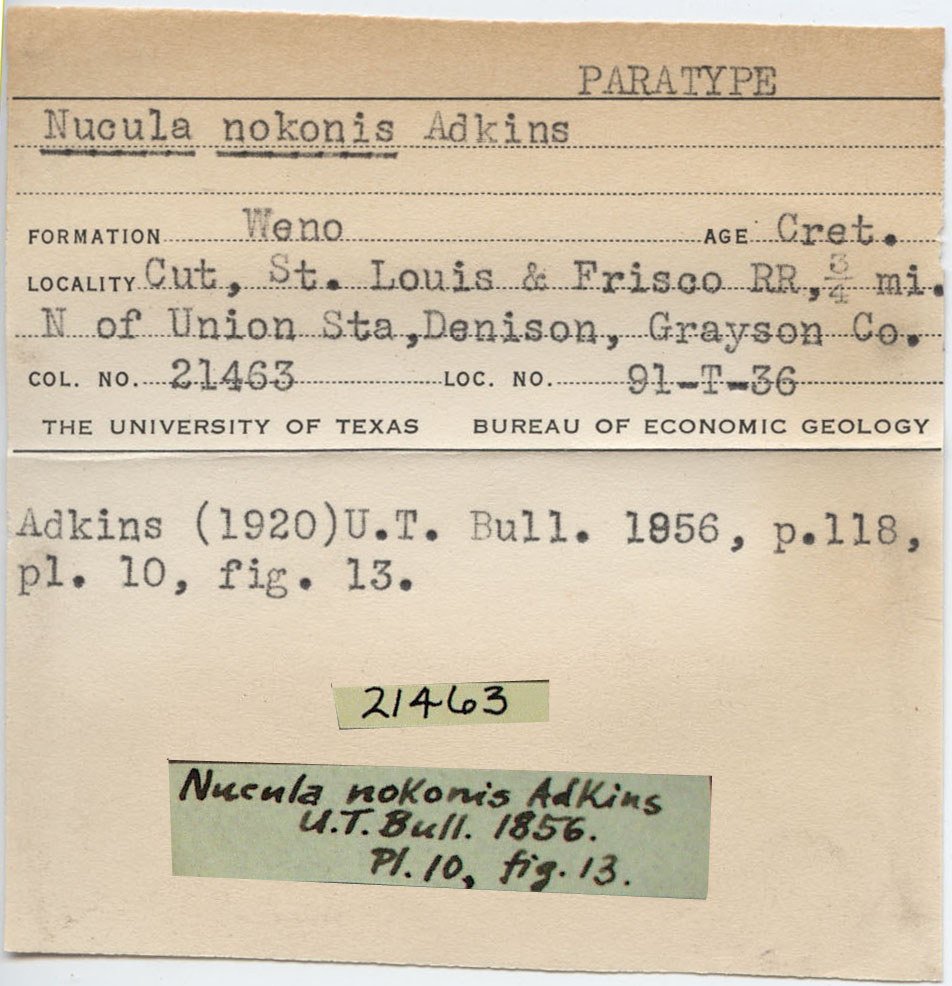 PARATYPE
Nucula nokonis Adkins
FORMATION Weno AGE Cret.
LOCALITY Cut, St. Louis & Frisco RR, 3/4 mi.
N of Union Sta, Denison, Grayson Co.
COL. NO. 21463 LOC. NO. 91-T-36
THE UNIVERSITY OF TEXAS BUREAU OF ECONOMIC GEOLOGY
Adkins (1920)U.T. Bull. 1856, p.118,
pl. 10, fig. 13.
21463
Nucula nokonis Adkins
U.T. Bull. 1856.
Pl. 10, fig. 13.